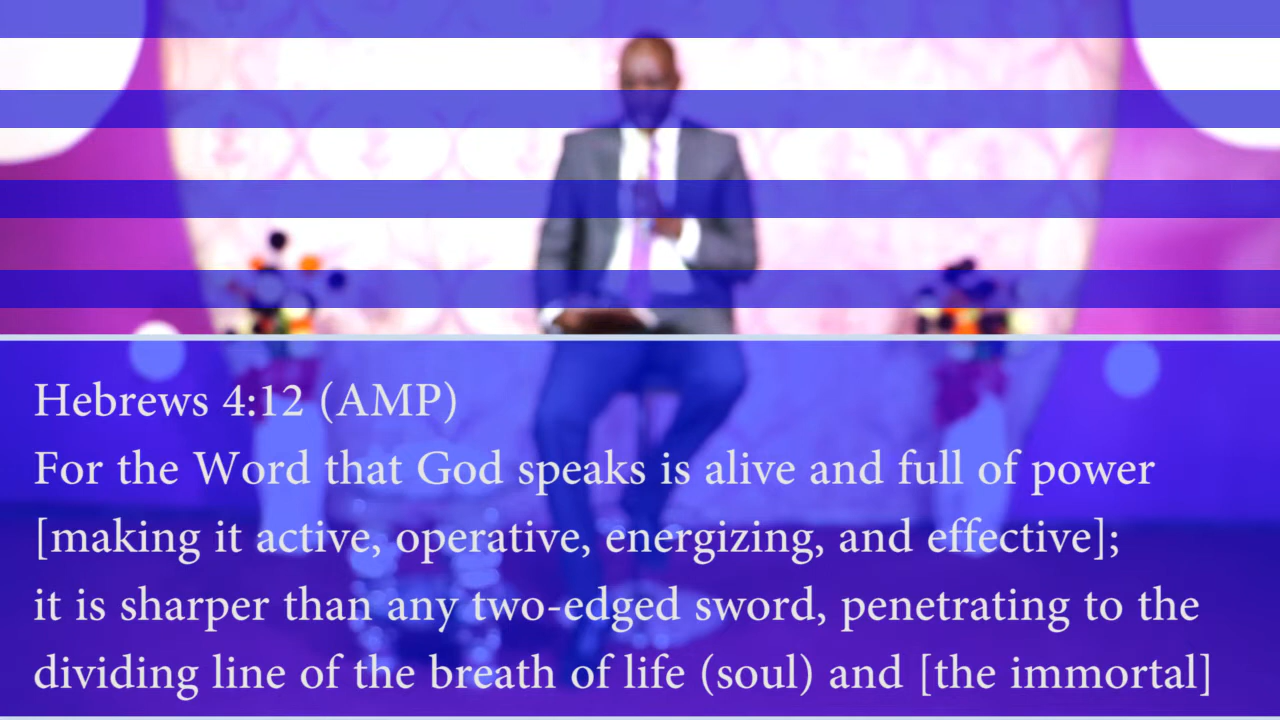 Hebrews 4:12 (AMP)
For the Word that God speaks is alive and full of power
[making it active, operative, energizing, and effective];
it is sharper than any two-edged sword, penetrating to the
dividing line of the breath of life (soul) and [the immortal]